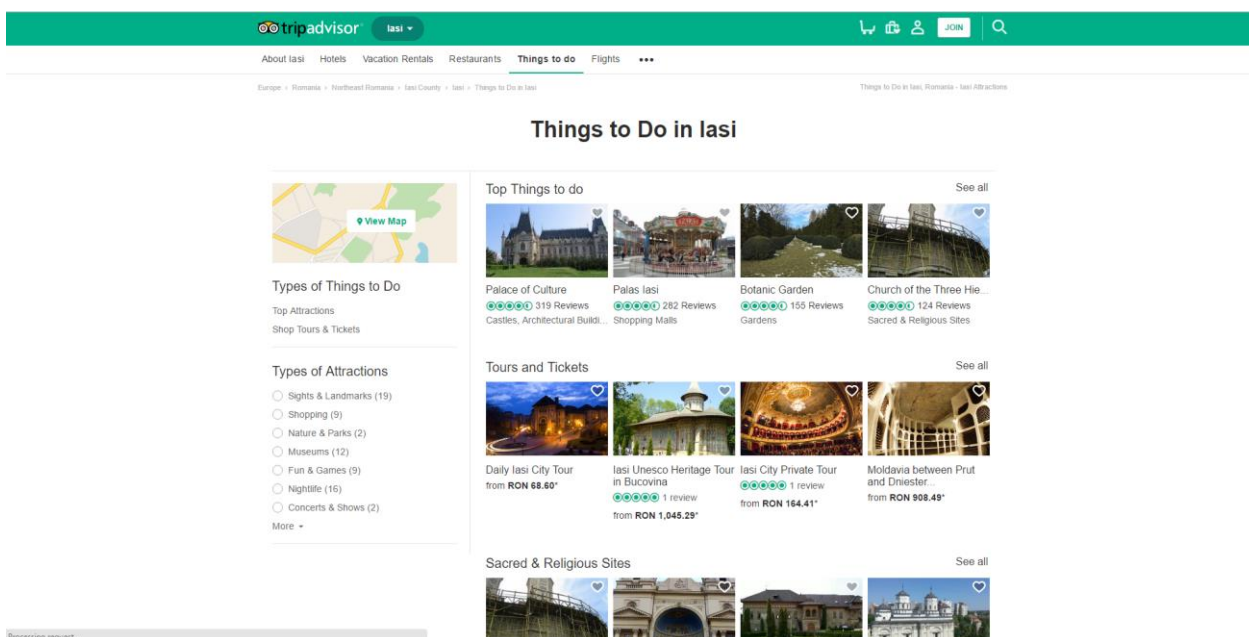 tripadvisor
Iasi
JOIN
About Iasi Hotels Vacation Rentals Restaurants Things to do Flights •••
Europe > Romania > Northeast Romania > Iasi County > Iasi > Things to Do in Iasi
Things to Do in Iasi, Romania - Iasi Attractions
Things to Do in Iasi
View Map
Types of Things to Do
Top Attractions
Shop Tours & Tickets
Types of Attractions
Sights & Landmarks (19)
Shopping (9)
Nature & Parks (2)
Museums (12)
Fun & Games (9)
Nightlife (16)
Concerts & Shows (2)
More
Top Things to do See all
Palace of Culture
319 Reviews
Castles, Architectural Buildi...
Palas Iasi
282 Reviews
Shopping Malls
Botanic Garden
155 Reviews
Gardens
Church of the Three Hie...
124 Reviews
Sacred & Religious Sites
Tours and Tickets See all
Daily Iasi City Tour
from RON 68.60*
Iasi Unesco Heritage Tour
in Bucovina
1 review
from RON 1,045.29*
Iasi City Private Tour
1 review
from RON 164.41*
Moldavia between Prut
and Dniester...
from RON 908.49*
Sacred & Religious Sites See all
Processing request